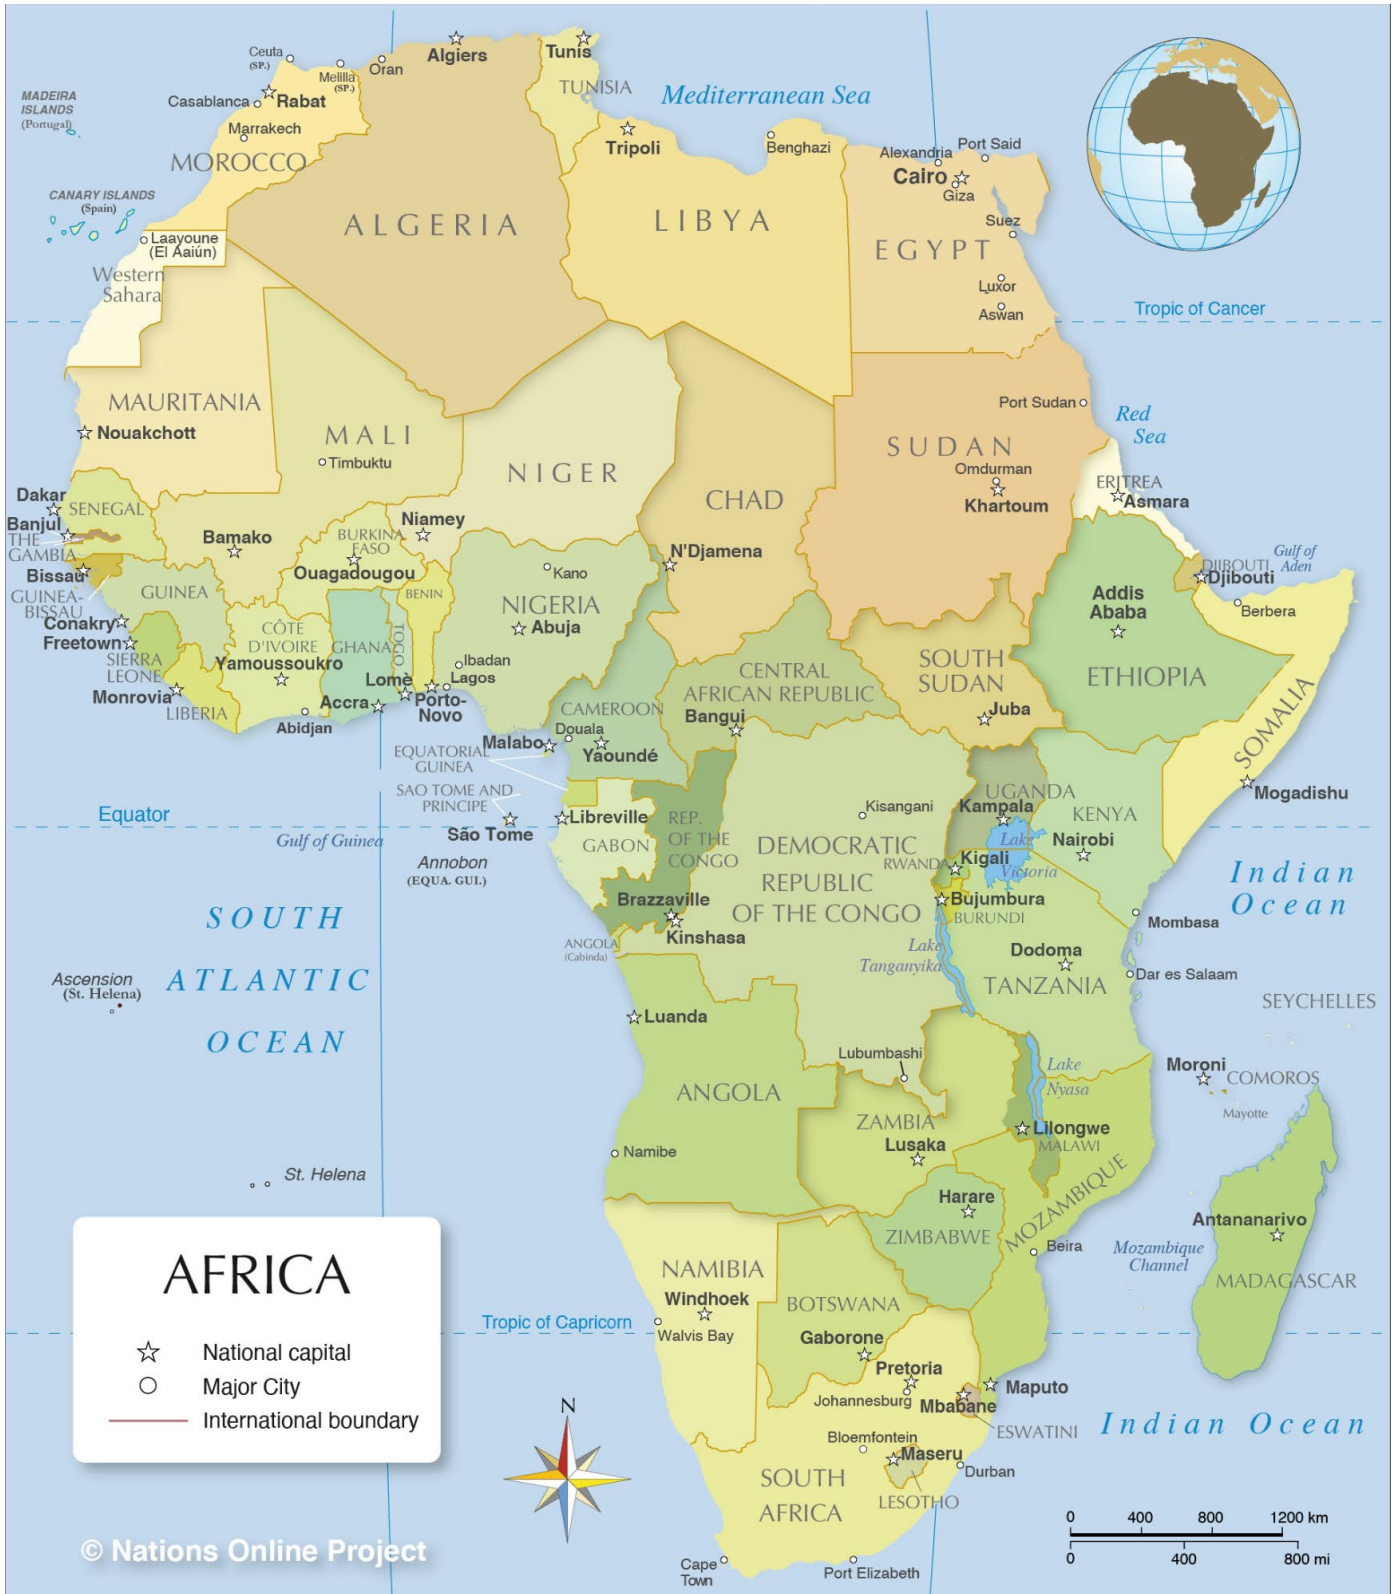 Ceuta
(SP.)
Melilla
(SP.)
Oran
Algiers
Tunis
TUNISIA
Mediterranean Sea
MADEIRA
ISLANDS
(Portugal)
Casablanca
Rabat
Marrakech
MOROCCO
Tripoli
Benghazi
Alexandria
Port Said
Cairo
Giza
Suez
CANARY ISLANDS
(Spain)
Laayoune
(El Aaiún)
Western
Sahara
ALGERIA
LIBYA
EGYPT
Luxor
Aswan
Tropic of Cancer
MAURITANIA
Nouakchott
MALI
Timbuktu
NIGER
CHAD
SUDAN
Port Sudan
Red
Sea
Omdurman
Khartoum
ERITREA
Asmara
Dakar
SENEGAL
Banjul
THE
GAMBIA
Bissau
GUINEA-
BISSAU
Bamako
BURKINA
FASO
Ouagadougou
Niamey
N'Djamena
DJIBOUTI
Djibouti
Gulf of
Aden
Berbera
GUINEA
Conakry
Freetown
SIERRA
LEONE
Monrovia
LIBERIA
CÔTE
D'IVOIRE
Yamoussoukro
Abidjan
GHANA
Accra
TOGO
Lomé
BENIN
Porto-
Novo
Kano
NIGERIA
Abuja
Ibadan
Lagos
CENTRAL
AFRICAN REPUBLIC
Bangui
SOUTH
SUDAN
Juba
Addis
Ababa
ETHIOPIA
SOMALIA
Mogadishu
CAMEROON
Douala
Yaoundé
Malabo
EQUATORIAL
GUINEA
SAO TOME AND
PRINCIPE
São Tome
Equator
Gulf of Guinea
Annobon
(EQUA. GUI.)
Libreville
GABON
REP.
OF THE
CONGO
Brazzaville
Kinshasa
ANGOLA
(Cabinda)
Kisangani
DEMOCRATIC
REPUBLIC
OF THE CONGO
UGANDA
Kampala
KENYA
Nairobi
Lake
Victoria
RWANDA
Kigali
Bujumbura
BURUNDI
Lake
Tanganyika
Mombasa
Dodoma
TANZANIA
Dar es Salaam
Indian
Ocean
SEYCHELLES
SOUTH
ATLANTIC
OCEAN
Ascension
(St. Helena)
St. Helena
Luanda
ANGOLA
Namibe
Lubumbashi
ZAMBIA
Lusaka
Lake
Nyasa
Lilongwe
MALAWI
Moroni
COMOROS
Mayotte
MOZAMBIQUE
Harare
ZIMBABWE
Beira
Mozambique
Channel
Antananarivo
MADAGASCAR
NAMIBIA
Windhoek
Walvis Bay
Tropic of Capricorn
BOTSWANA
Gaborone
Pretoria
Johannesburg
Mbabane
Maputo
ESWATINI
Bloemfontein
Maseru
LESOTHO
Durban
SOUTH
AFRICA
Cape
Town
Port Elizabeth
Indian Ocean
AFRICA
National capital
Major City
International boundary
N
0 400 800 1200 km
0 400 800 mi
© Nations Online Project